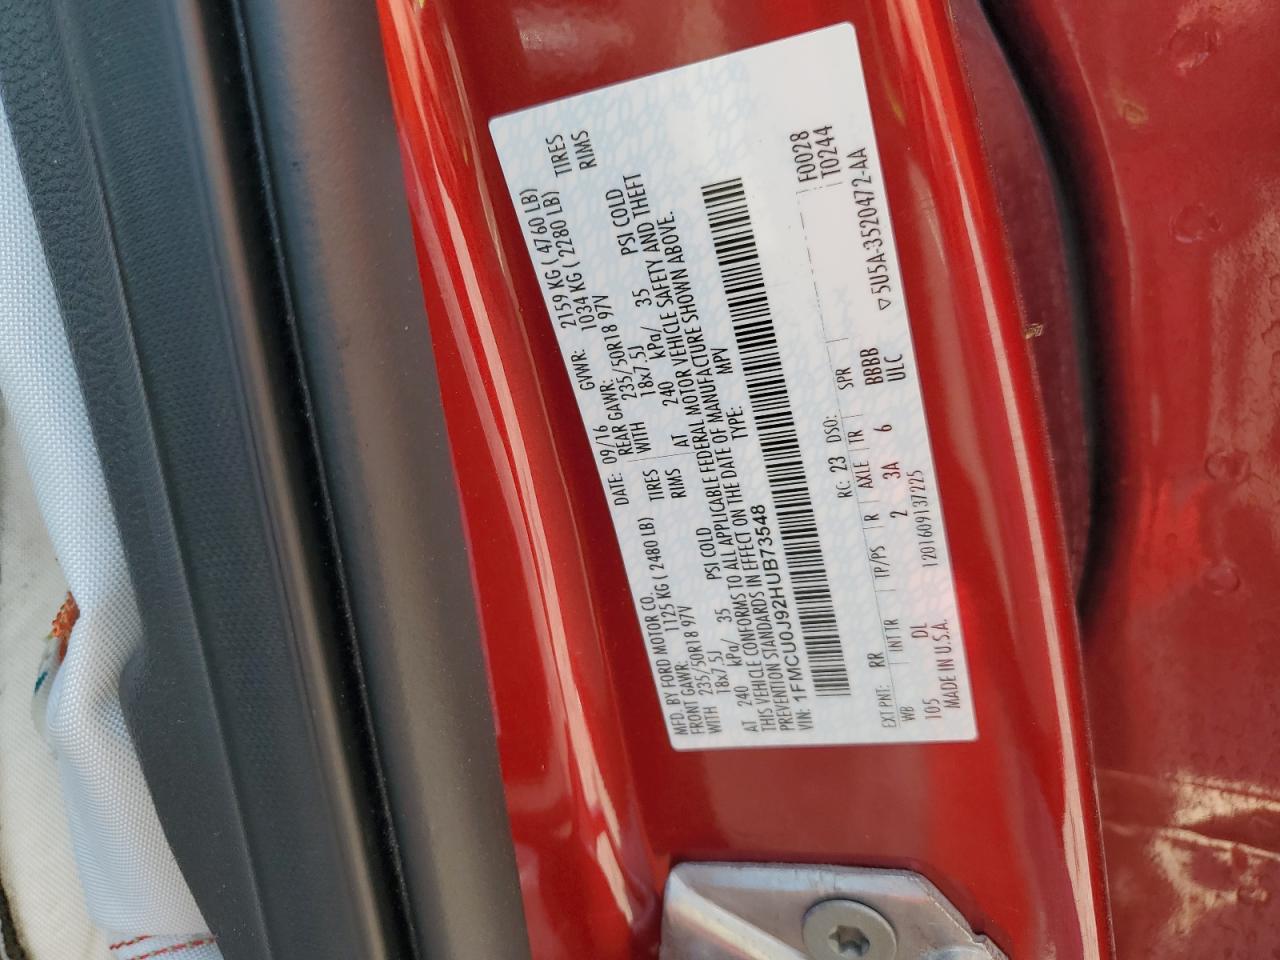 MFD. BY FORD MOTOR CO.
DATE: 09/16 GVWR: 2159 KG ( 4760 LB)
FRONT GAWR: 1125 KG ( 2480 LB)
REAR GAWR: 1034 KG ( 2280 LB)
WITH 235/50R18 97V TIRES
WITH 235/50R18 97V TIRES
18x7.5J RIMS
18x7.5J RIMS
AT 240 kPa/ 35 PSI COLD
AT 240 kPa/ 35 PSI COLD
THIS VEHICLE CONFORMS TO ALL APPLICABLE FEDERAL MOTOR VEHICLE SAFETY AND THEFT
PREVENTION STANDARDS IN EFFECT ON THE DATE OF MANUFACTURE SHOWN ABOVE.
VIN: 1FMCU0J92HUB73548
TYPE: MPV
F0028
T0244
EXT PNT: RR RC: 23 DSO:
WB INT TR TP/PS R AXLE TR SPR
105 DL 2 3A 6 BBBB
MADE IN U.S.A. 1201609137225 ULC
▽5U5A-3520472-AA